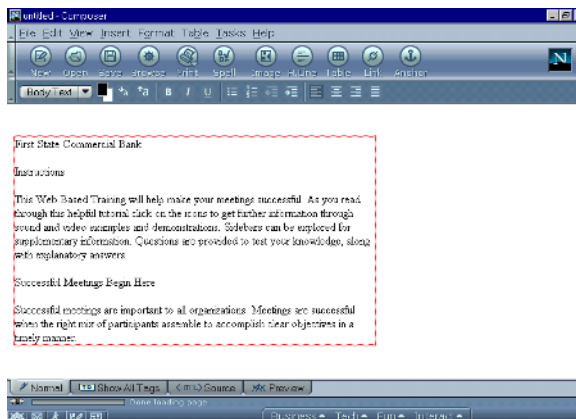 untitled - Composer
File Edit View Insert Format Table Tasks Help
New Open Save Browse Print Spell Image H.Line Table Link Anchor
Body Text B I U
First State Commercial Bank
Instructions
This Web Based Training will help make your meetings successful. As you read
through this helpful tutorial click on the icons to get further information through
sound and video examples and demonstrations. Sidebars can be explored for
supplementary information. Questions are provided to test your knowledge, along
with explanatory answers.
Successful Meetings Begin Here
Successful meetings are important to all organizations. Meetings are successful
when the right mix of participants assemble to accomplish clear objectives in a
timely manner.
Normal Show All Tags Source Preview
Done loading page
Business Tech Fun Interact